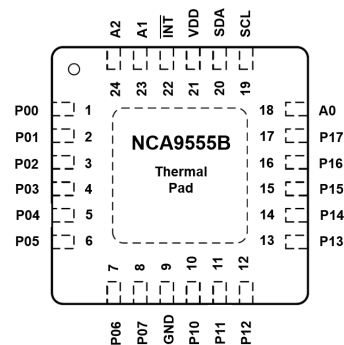 A2 A1 INT VDD SDA SCL
24 23 22 21 20 19
P00 1 18 A0
P01 2 17 P17
P02 3 16 P16
P03 4 15 P15
P04 5 14 P14
P05 6 13 P13
NCA9555B
Thermal
Pad
7 8 9 10 11 12
P06 P07 GND P10 P11 P12